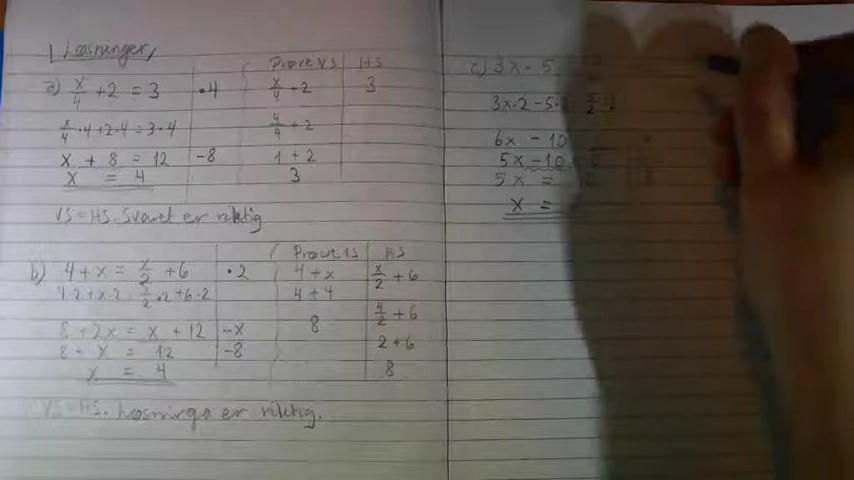 Løsninger
a) x/4 + 2 = 3 | ·4
x/4 · 4 + 2·4 = 3·4
x + 8 = 12 | -8
x = 4
Prøve VS | HS
x/4 + 2 | 3
4/4 + 2
1 + 2
3
VS = HS. Svaret er riktig
b) 4 + x = x/2 + 6 | ·2
4·2 + x·2 = x/2 · 2 + 6·2
8 + 2x = x + 12 | -x
8 + x = 12 | -8
x = 4
Prøve VS | HS
4 + x | x/2 + 6
4 + 4 | 4/2 + 6
8 | 2 + 6
8
VS = HS. Løsninga er riktig.
c) 3x - 5
3x·2 - 5
6x - 10
5x - 10
5x =
x =